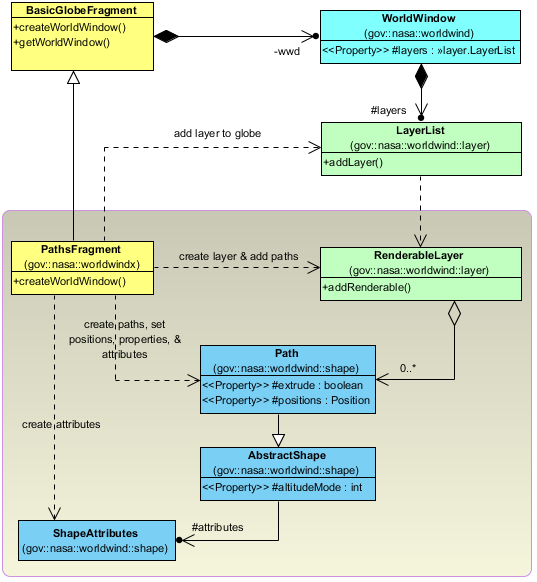 BasicGlobeFragment
+createWorldWindow()
+getWorldWindow()
-wwd
WorldWindow
(gov::nasa::worldwind)
<<Property>> #layers : »layer.LayerList
#layers
add layer to globe
LayerList
(gov::nasa::worldwind::layer)
+addLayer()
PathsFragment
(gov::nasa::worldwindx)
+createWorldWindow()
create layer & add paths
RenderableLayer
(gov::nasa::worldwind::layer)
+addRenderable()
create paths, set
positions, properties, &
attributes
Path
(gov::nasa::worldwind::shape)
<<Property>> #extrude : boolean
<<Property>> #positions : Position
0..*
create attributes
AbstractShape
(gov::nasa::worldwind::shape)
<<Property>> #altitudeMode : int
#attributes
ShapeAttributes
(gov::nasa::worldwind::shape)